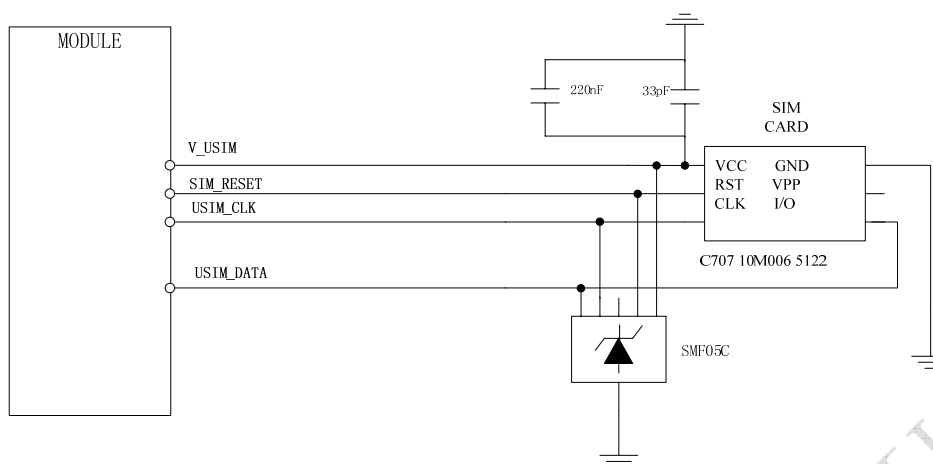 MODULE
220nF
33pF
SIM
CARD
V_USIM
SIM_RESET
USIM_CLK
USIM_DATA
VCC GND
RST VPP
CLK I/O
C707 10M006 5122
SMF05C